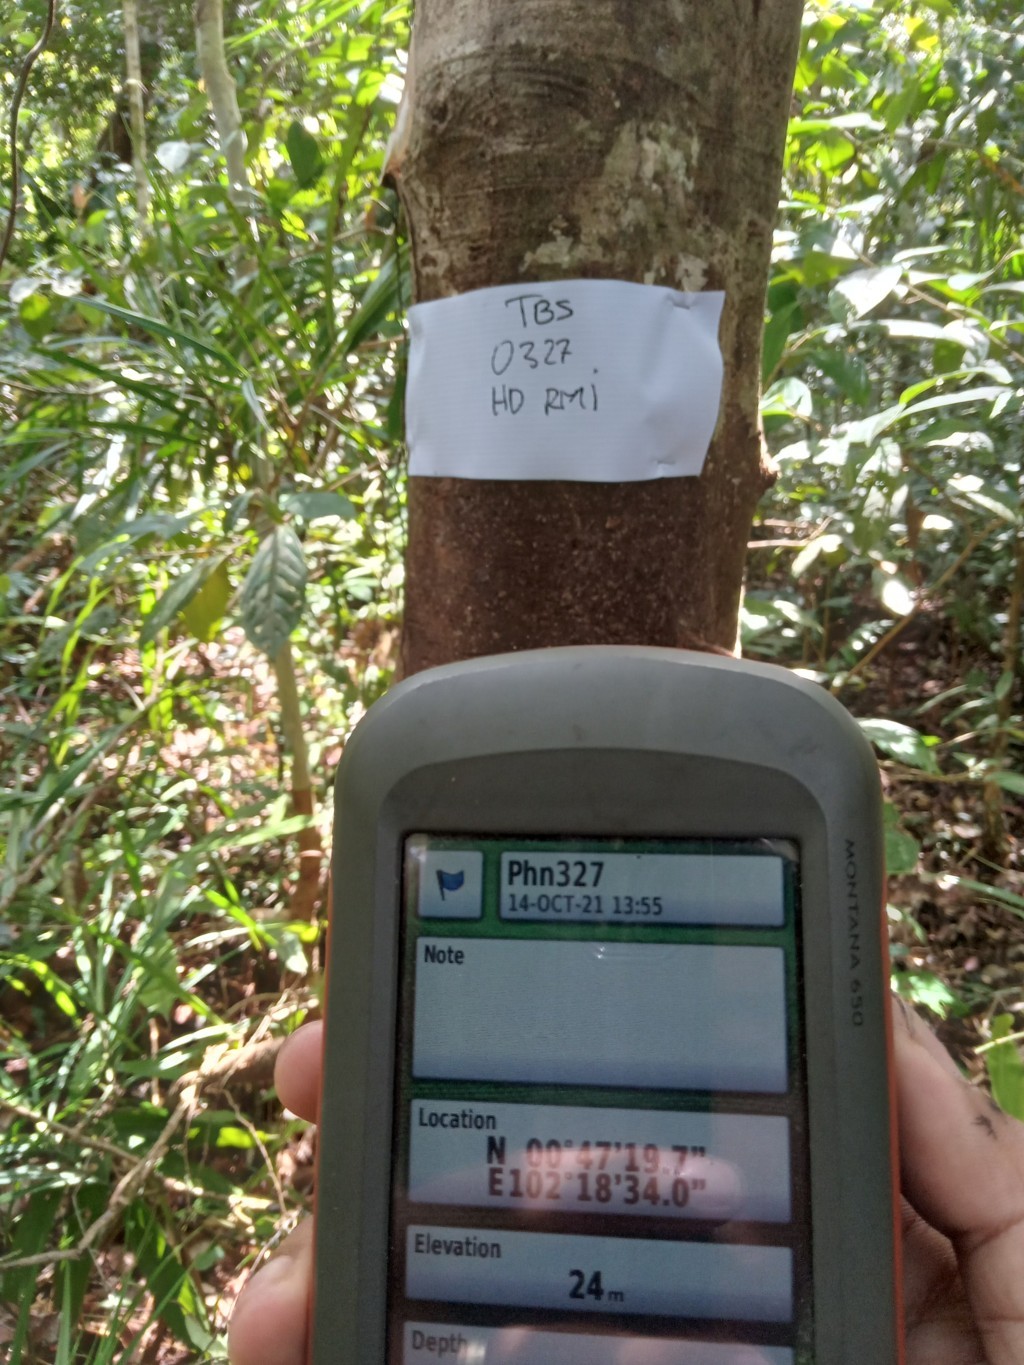 TBS
0327
HD RMi
MONTANA 650
Phn327
14-OCT-21 13:55
Note
Location
N 00°47'19.7"
E102°18'34.0"
Elevation
24 m
Depth